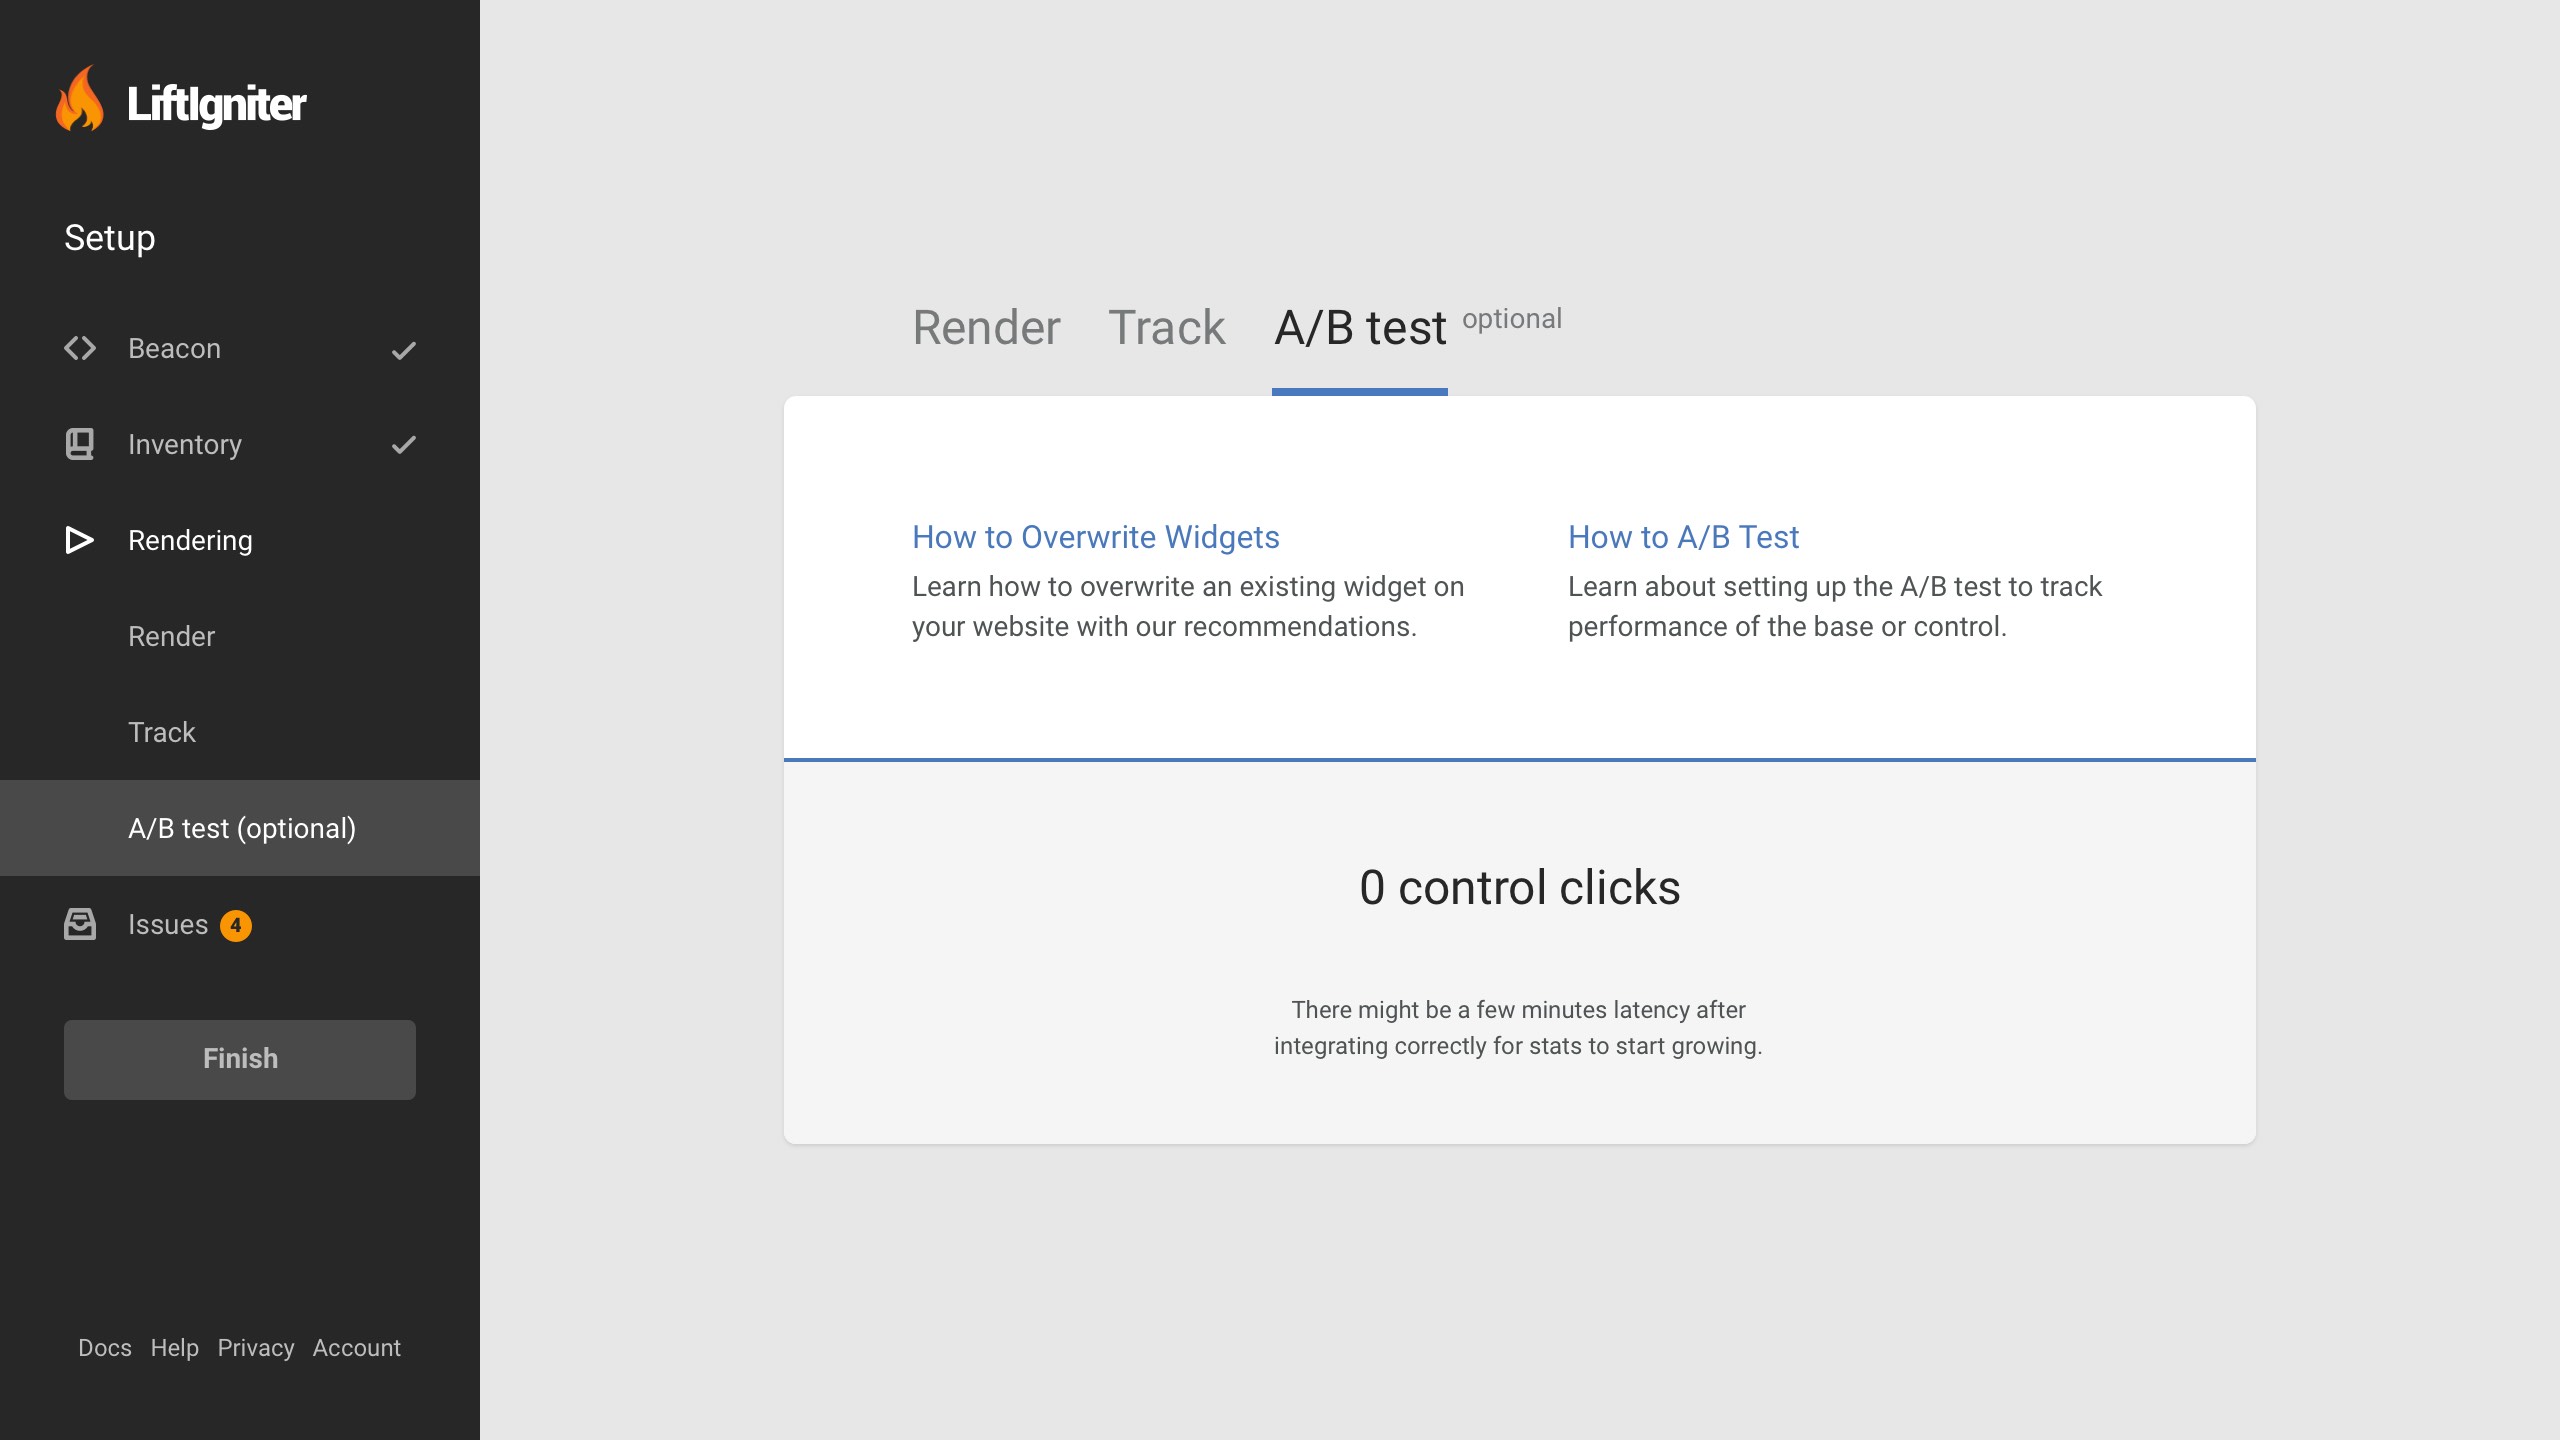 LiftIgniter
Setup
Beacon
Inventory
Rendering
Render
Track
A/B test (optional)
Issues 4
Finish
Docs Help Privacy Account
Render Track A/B test optional
How to Overwrite Widgets
Learn how to overwrite an existing widget on
your website with our recommendations.
How to A/B Test
Learn about setting up the A/B test to track
performance of the base or control.
0 control clicks
There might be a few minutes latency after
integrating correctly for stats to start growing.